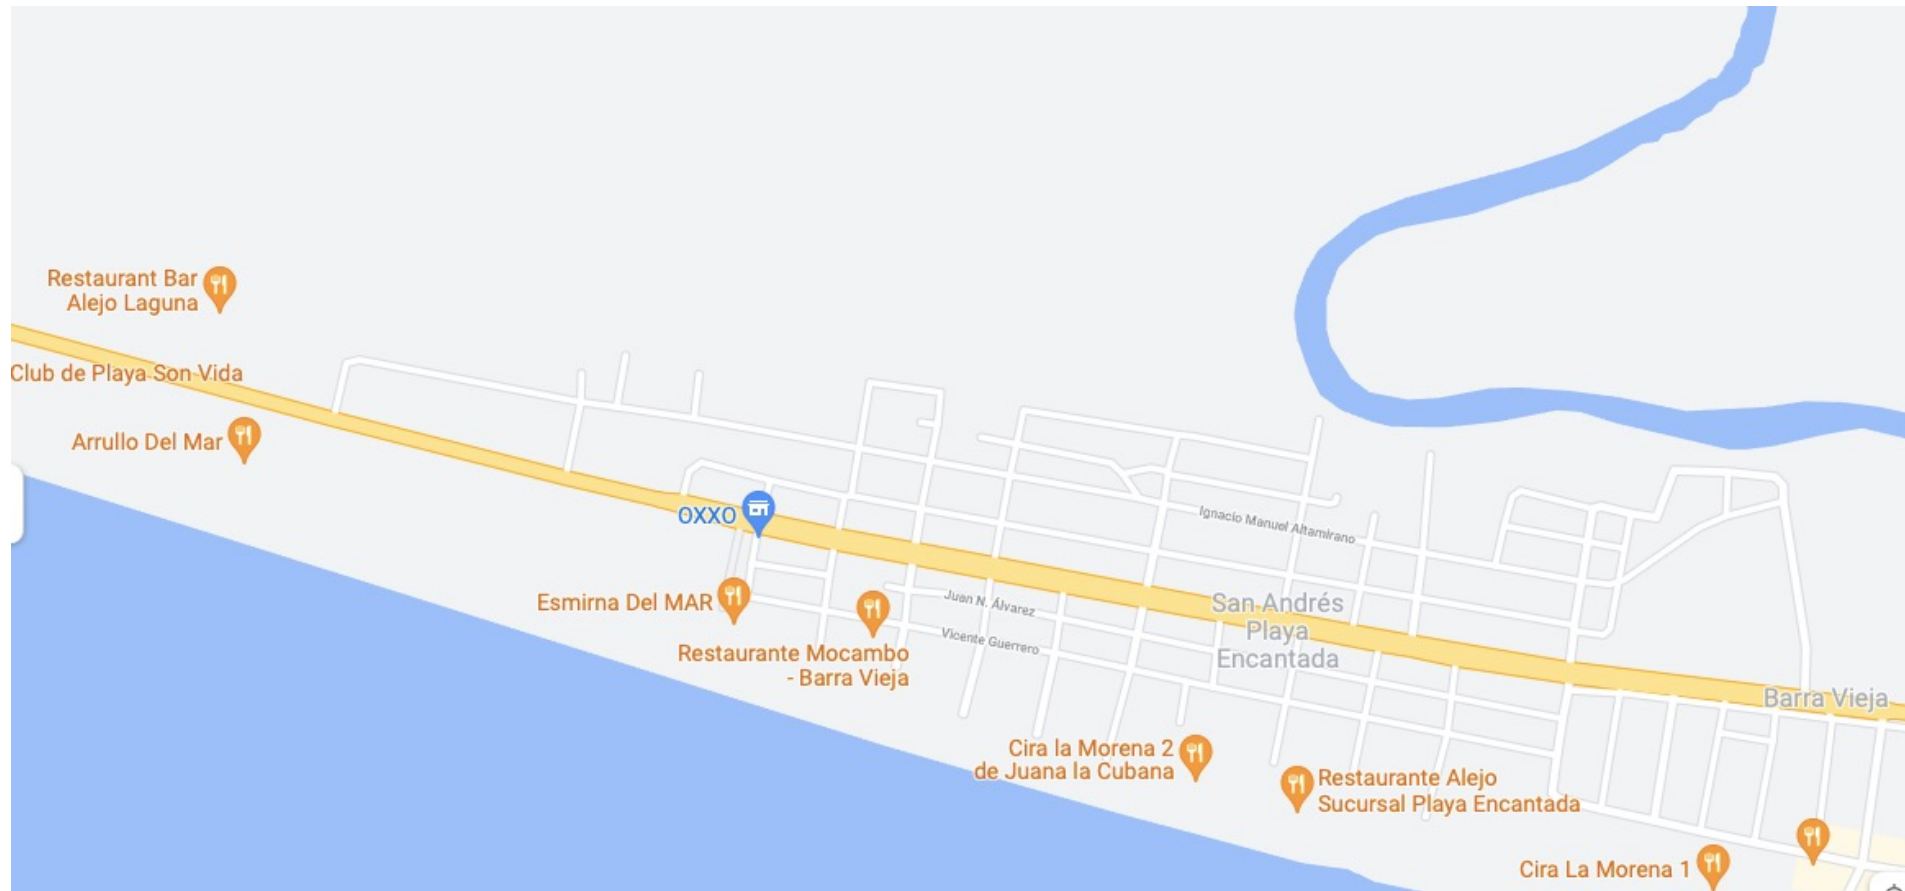 Restaurant Bar
Alejo Laguna
Club de Playa Son Vida
Arrullo Del Mar
OXXO
Ignacio Manuel Altamirano
Esmirna Del MAR
Juan N. Álvarez
San Andrés
Playa
Encantada
Vicente Guerrero
Restaurante Mocambo
- Barra Vieja
Barra Vieja
Cira la Morena 2
de Juana la Cubana
Restaurante Alejo
Sucursal Playa Encantada
Cira La Morena 1